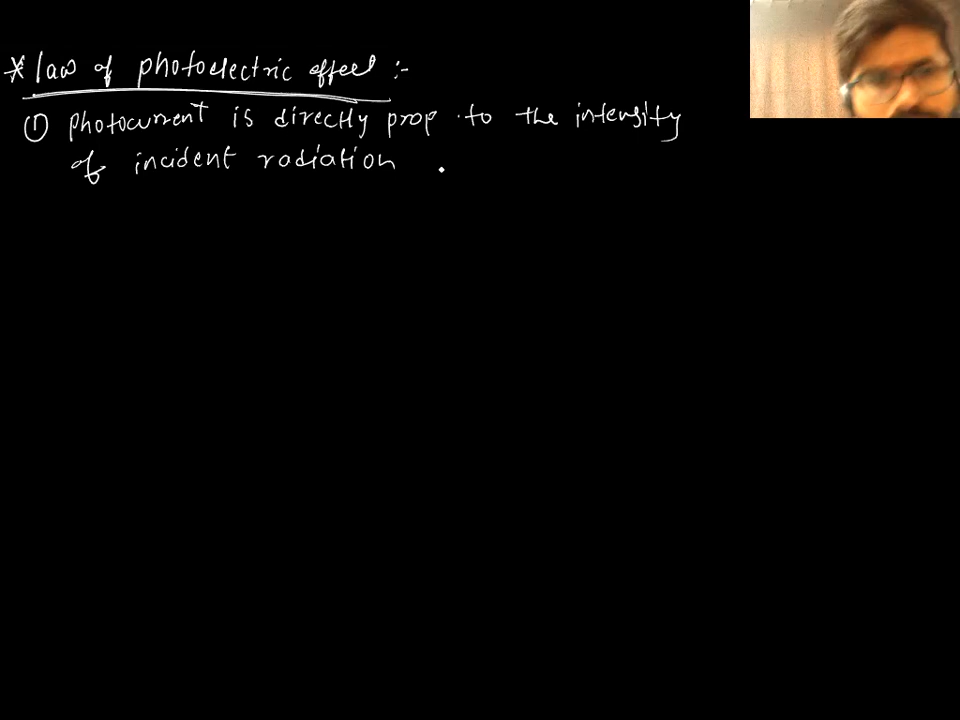 * law of photoelectric effect :-
① photocurrent is directly prop. to the intensity
of incident radiation .